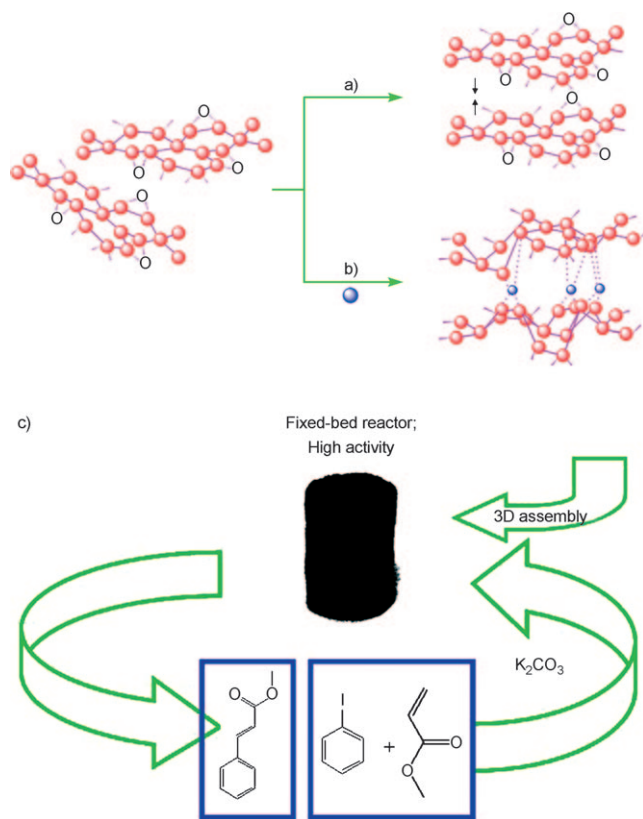 O
O
O
O
O
O
a)
O
O
O
O
O
O
b)
c)
Fixed-bed reactor;
High activity
3D assembly
K₂CO₃
O
O
I
+
O
O